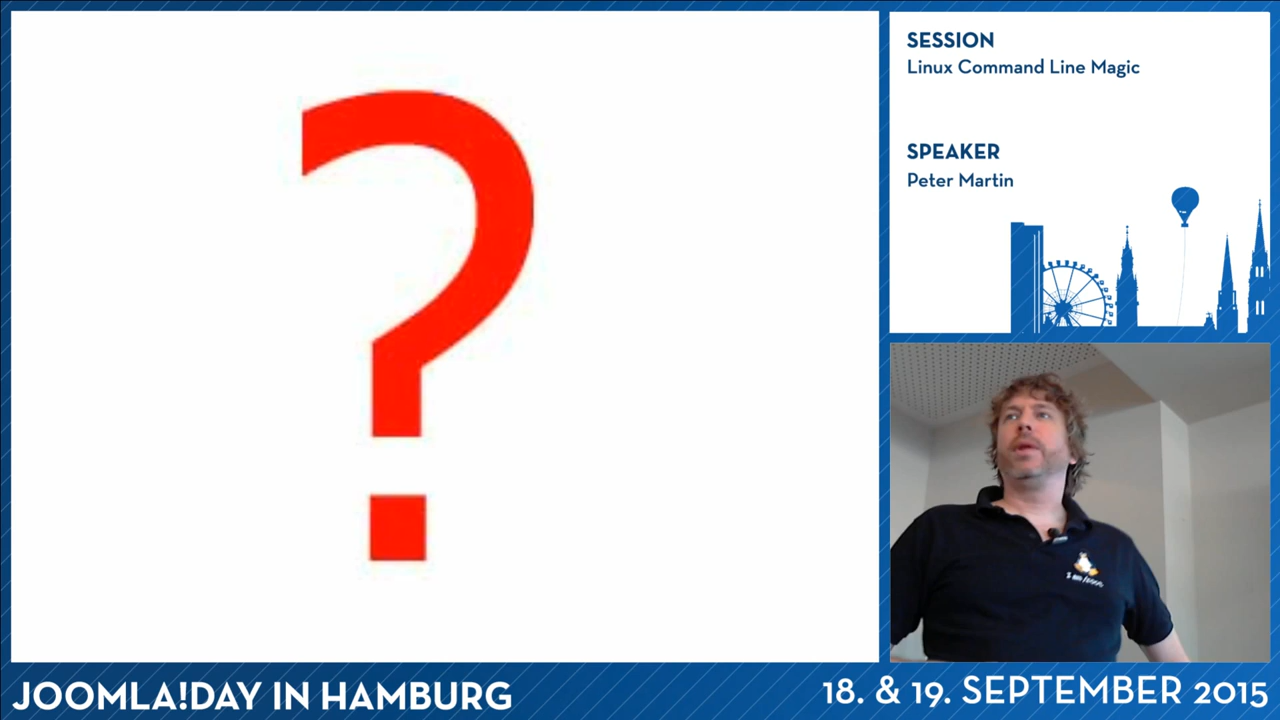 ?
SESSION
Linux Command Line Magic
SPEAKER
Peter Martin
JOOMLA!DAY IN HAMBURG
18. & 19. SEPTEMBER 2015